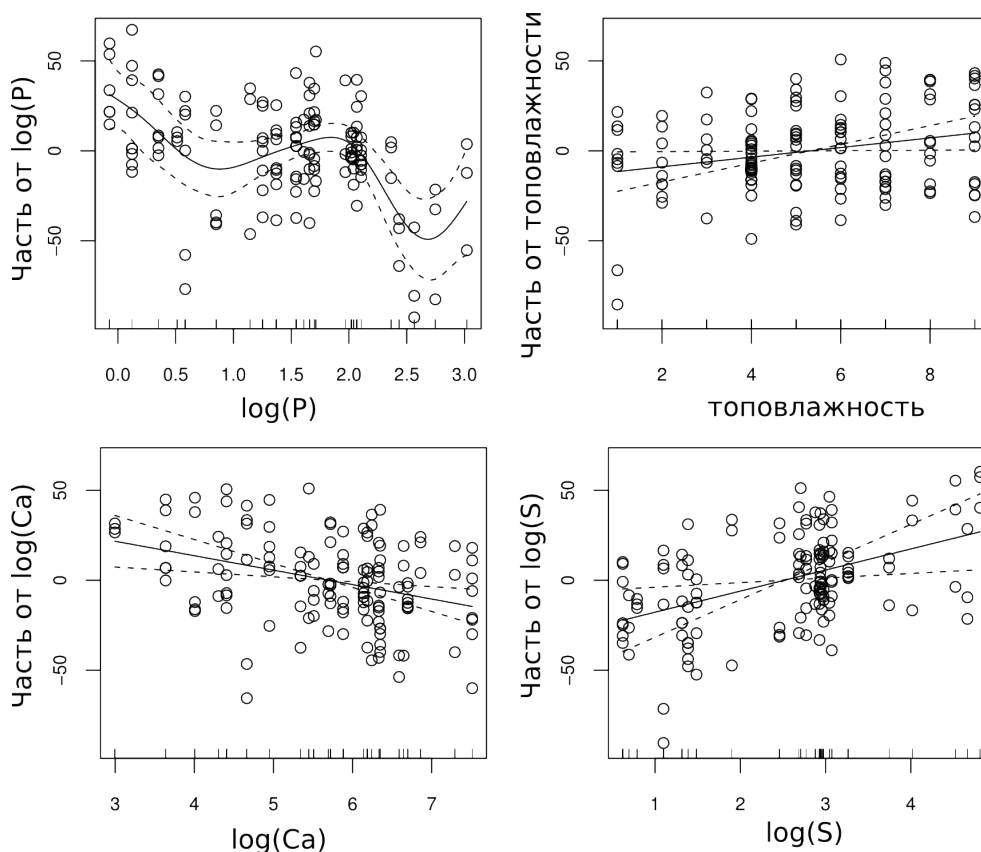 Часть от log(P)
50
0
−50
0.0 0.5 1.0 1.5 2.0 2.5 3.0
log(P)
Часть от топовлажности
50
0
−50
2 4 6 8
топовлажность
Часть от log(Ca)
50
0
−50
3 4 5 6 7
log(Ca)
Часть от log(S)
50
0
−50
1 2 3 4
log(S)